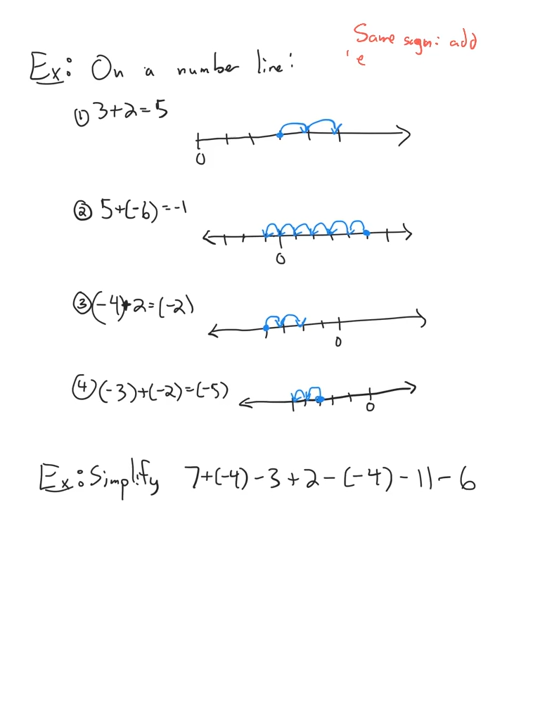 Same sign: add
'e
Ex: On a number line:
① 3+2=5
0
② 5+(-6)=-1
0
③ (-4)+2=(-2)
0
④ (-3)+(-2)=(-5)
0
Ex: Simplify 7+(-4)-3+2-(-4)-11-6